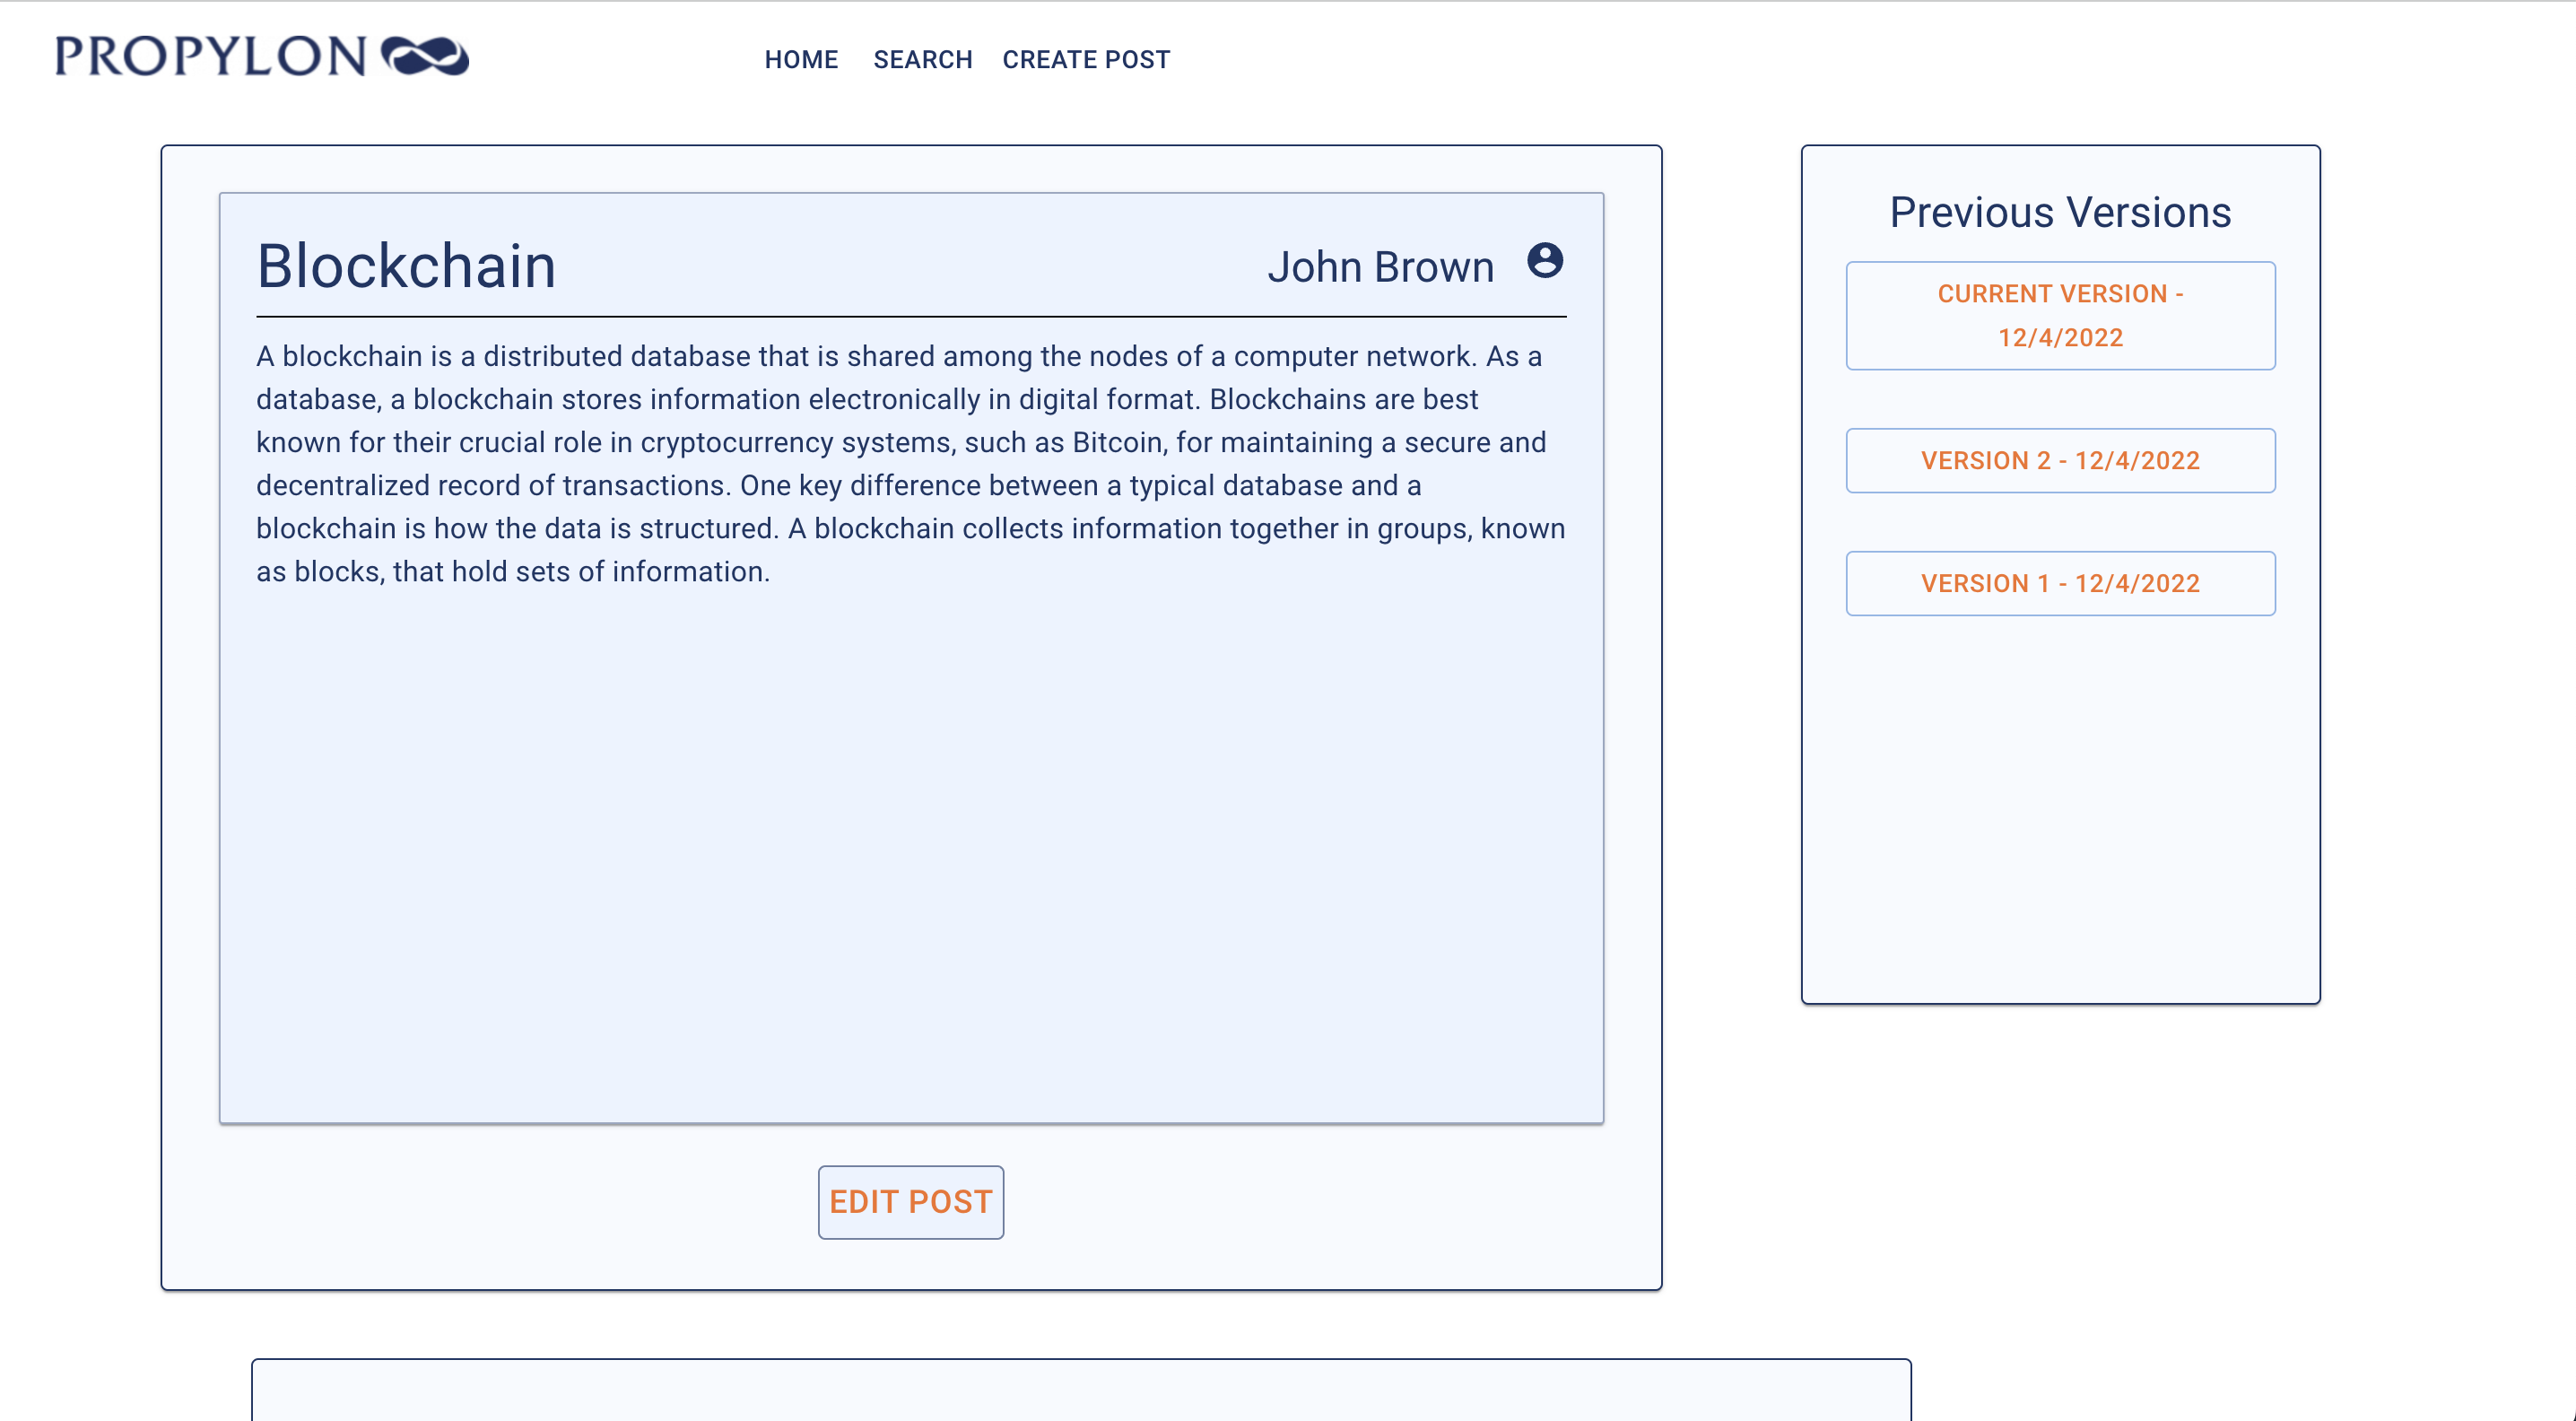 PROPYLON
HOME SEARCH CREATE POST
Blockchain
John Brown
A blockchain is a distributed database that is shared among the nodes of a computer network. As a
database, a blockchain stores information electronically in digital format. Blockchains are best
known for their crucial role in cryptocurrency systems, such as Bitcoin, for maintaining a secure and
decentralized record of transactions. One key difference between a typical database and a
blockchain is how the data is structured. A blockchain collects information together in groups, known
as blocks, that hold sets of information.
EDIT POST
Previous Versions
CURRENT VERSION -
12/4/2022
VERSION 2 - 12/4/2022
VERSION 1 - 12/4/2022